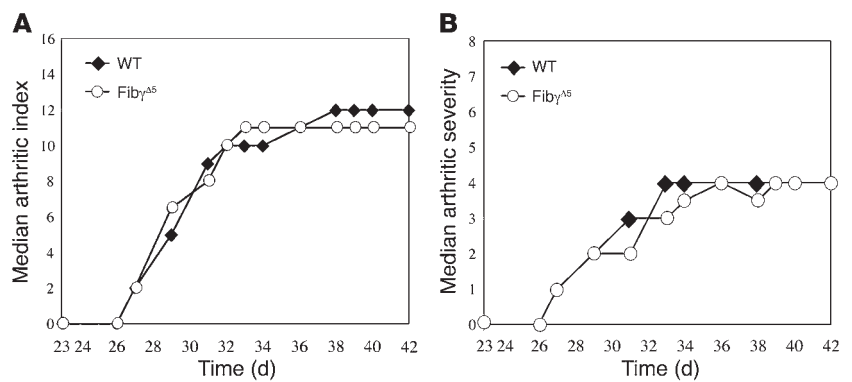 A
Median arthritic index
16
14
12
10
8
6
4
2
0
WT
Fibγ^Δ5
23 24 26 28 30 32 34 36 38 40 42
Time (d)
B
Median arthritic severity
8
7
6
5
4
3
2
1
0
WT
Fibγ^Δ5
23 24 26 28 30 32 34 36 38 40 42
Time (d)